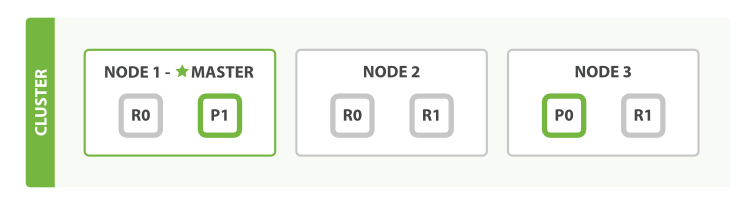 CLUSTER
NODE 1 - ★ MASTER
R0
P1
NODE 2
R0
R1
NODE 3
P0
R1